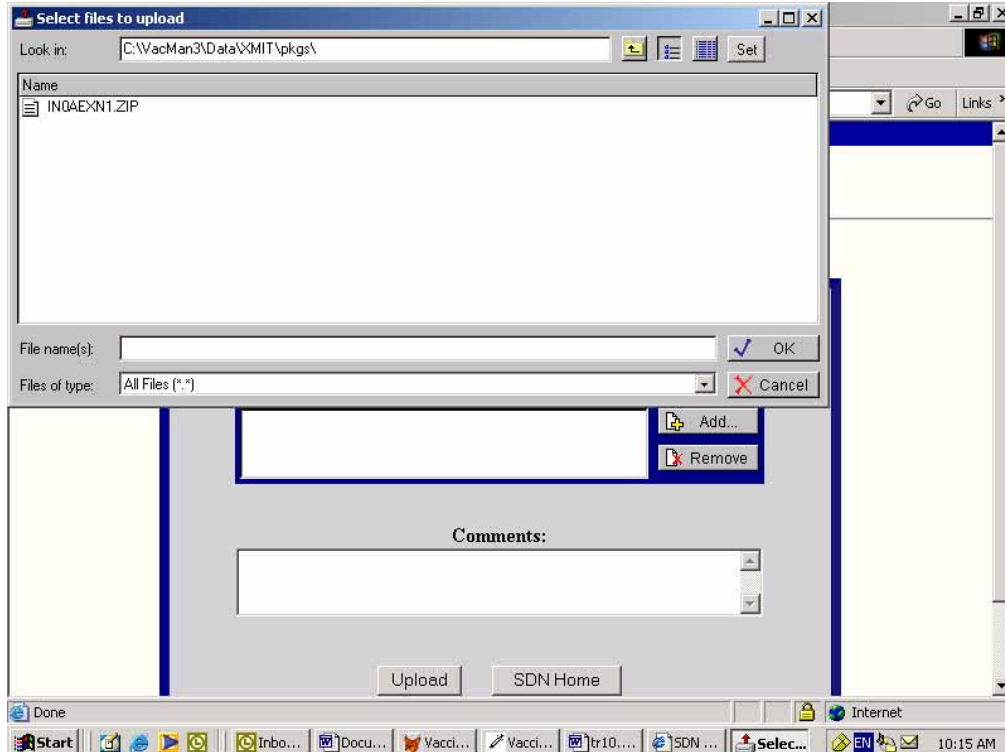 Select files to upload
Look in: C:\VacMan3\Data\XMIT\pkgs\ Set
Name
IN0AEXN1.ZIP
Go Links
File name(s): OK
Files of type: All Files (*.*) Cancel
Add...
Remove
Comments:
Upload SDN Home
Done Internet
Start Inbo... Docu... Vacci... Vacci... tr10.... SDN ... Selec... EN 10:15 AM